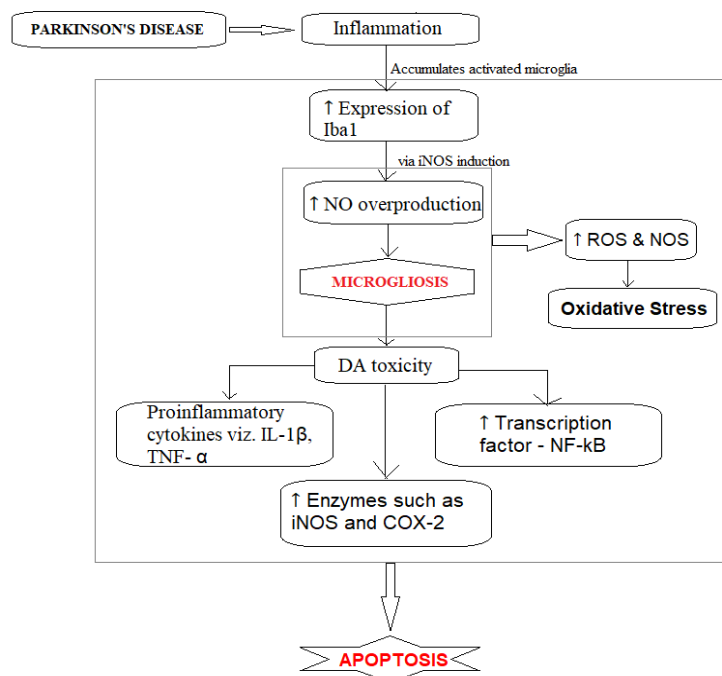 PARKINSON'S DISEASE
Inflammation
Accumulates activated microglia
↑ Expression of
Iba1
via iNOS induction
↑ NO overproduction
↑ ROS & NOS
MICROGLIOSIS
Oxidative Stress
DA toxicity
Proinflammatory
cytokines viz. IL-1β,
TNF- α
↑ Transcription
factor - NF-kB
↑ Enzymes such as
iNOS and COX-2
APOPTOSIS